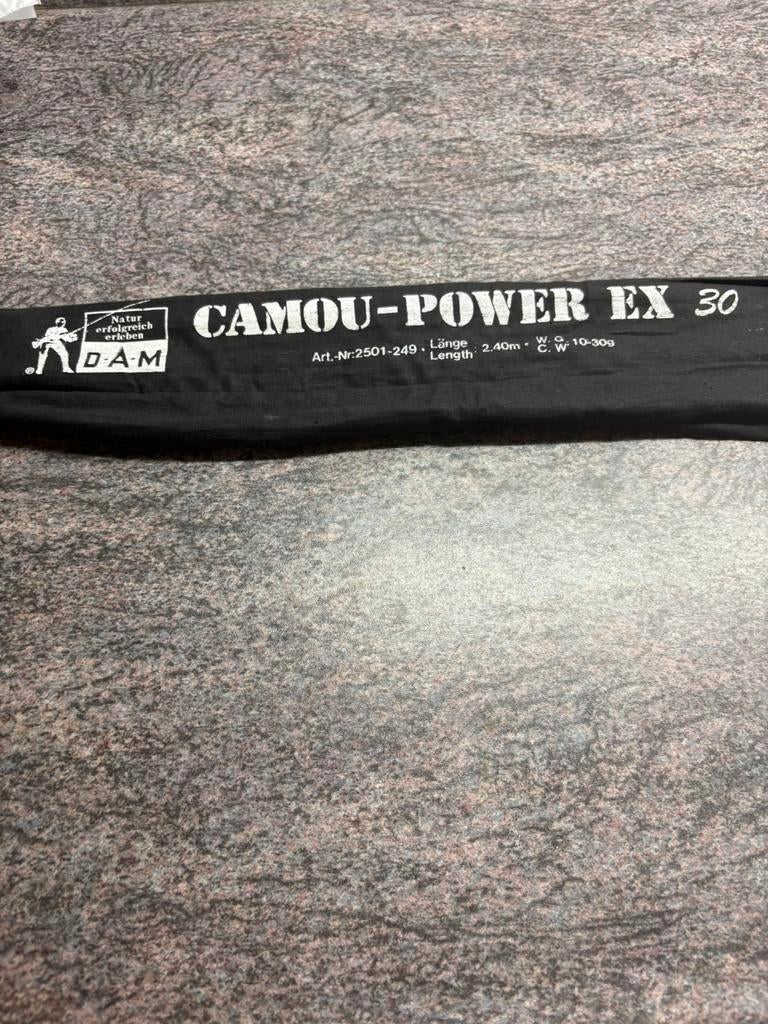 Natur
erfolgreich
erleben
D·A·M
®
CAMOU-POWER EX 30
Art.-Nr:2501-249 · Länge : 2.40m · W. G. : 10-30g
Length C. W